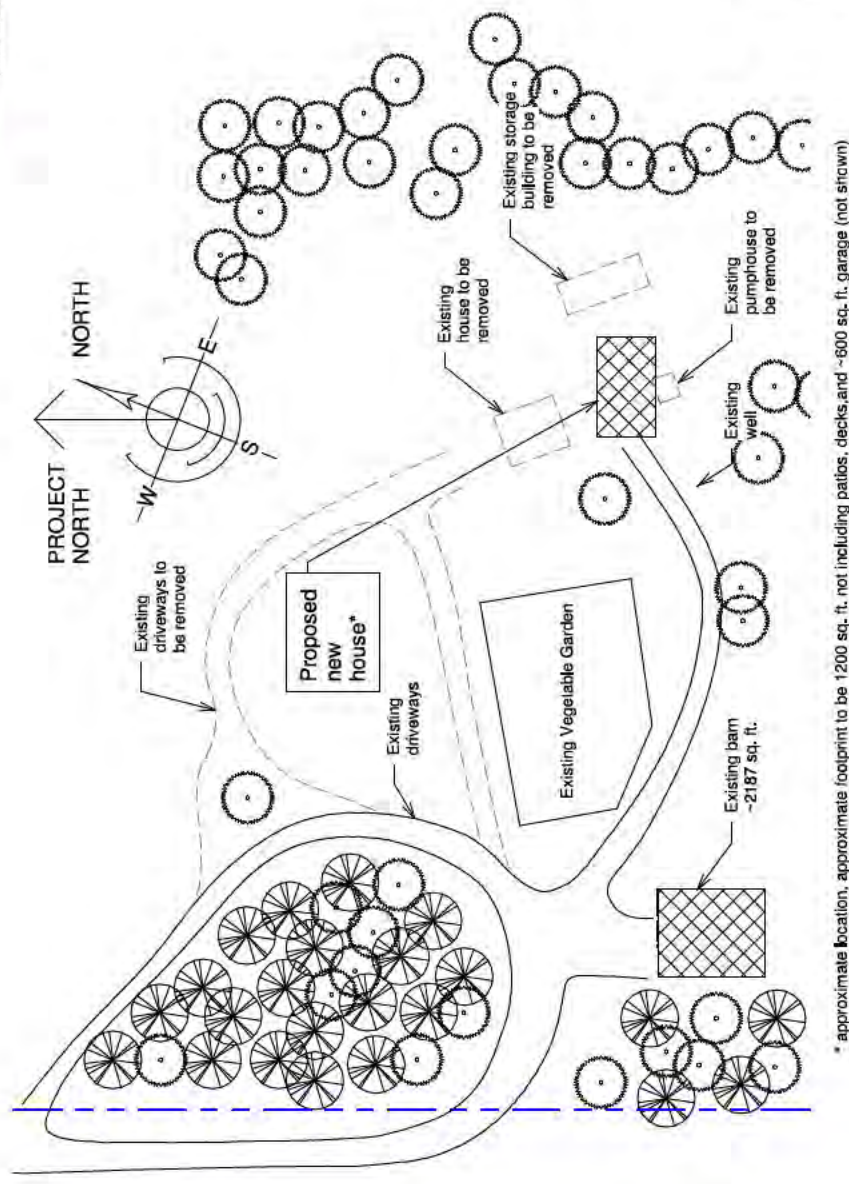 PROJECT
NORTH
NORTH
W
E
S
Existing
driveways to
be removed
Proposed
new
house*
Existing
driveways
Existing
house to be
removed
Existing storage
building to be
removed
Existing
pumphouse to
be removed
Existing
well
Existing Vegetable Garden
Existing barn
~2187 sq. ft.
* approximate location, approximate footprint to be 1200 sq. ft. not including patios, decks,and ~600 sq. ft. garage (not shown)